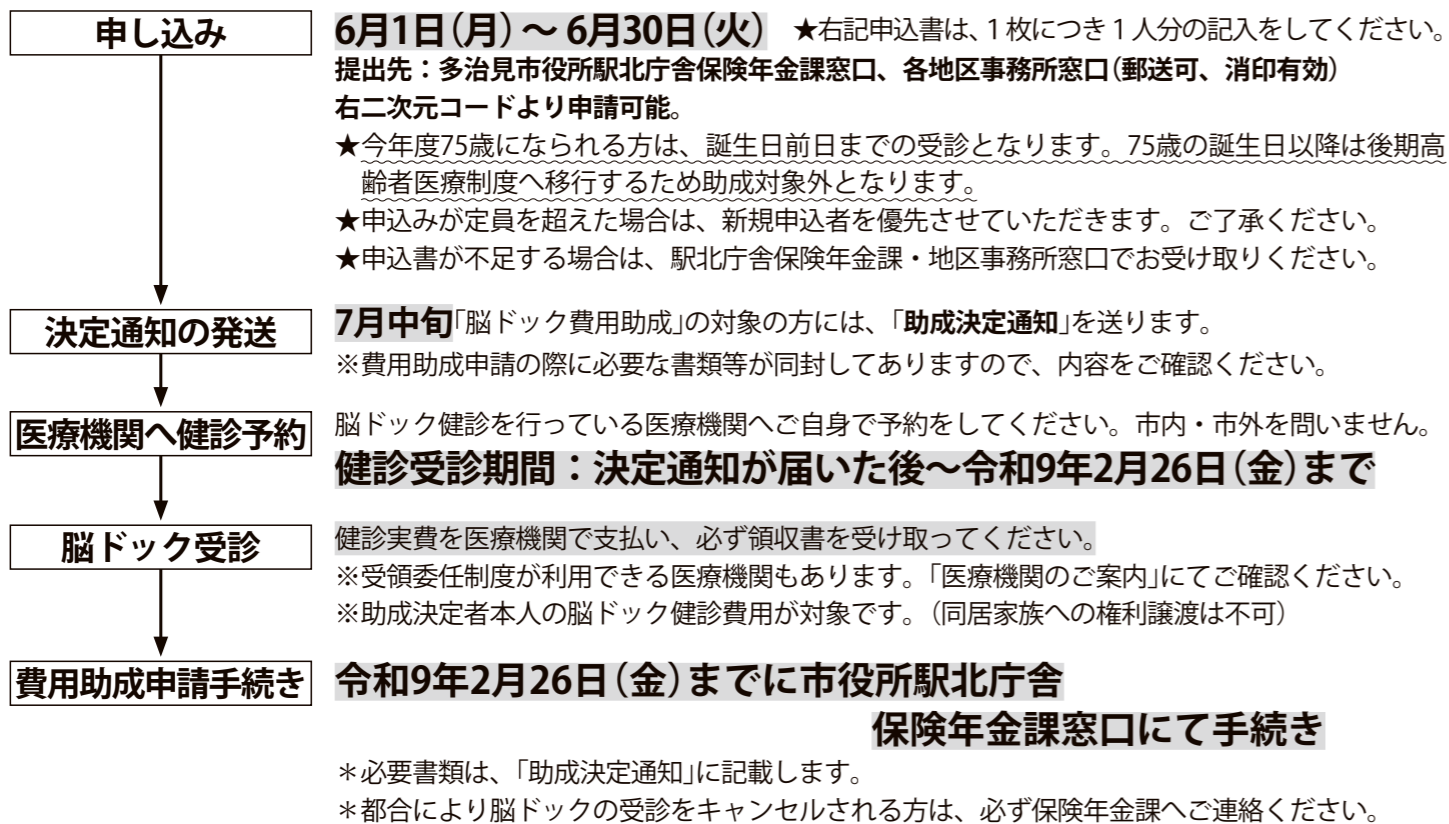 申し込み
6月1日(月)～6月30日(火) ★右記申込書は、1枚につき1人分の記入をしてください。
提出先：多治見市役所駅北庁舎保険年金課窓口、各地区事務所窓口(郵送可、消印有効)
右二次元コードより申請可能。
★今年度75歳になられる方は、誕生日前日までの受診となります。75歳の誕生日以降は後期高
齢者医療制度へ移行するため助成対象外となります。
★申込みが定員を超えた場合は、新規申込者を優先させていただきます。ご了承ください。
★申込書が不足する場合は、駅北庁舎保険年金課・地区事務所窓口でお受け取りください。
決定通知の発送
7月中旬「脳ドック費用助成」の対象の方には、「助成決定通知」を送ります。
※費用助成申請の際に必要な書類等が同封してありますので、内容をご確認ください。
医療機関へ健診予約
脳ドック健診を行っている医療機関へご自身で予約をしてください。市内・市外を問いません。
健診受診期間：決定通知が届いた後～令和9年2月26日(金)まで
脳ドック受診
健診実費を医療機関で支払い、必ず領収書を受け取ってください。
※受領委任制度が利用できる医療機関もあります。「医療機関のご案内」にてご確認ください。
※助成決定者本人の脳ドック健診費用が対象です。(同居家族への権利譲渡は不可)
費用助成申請手続き
令和9年2月26日(金)までに市役所駅北庁舎
保険年金課窓口にて手続き
＊必要書類は、「助成決定通知」に記載します。
＊都合により脳ドックの受診をキャンセルされる方は、必ず保険年金課へご連絡ください。